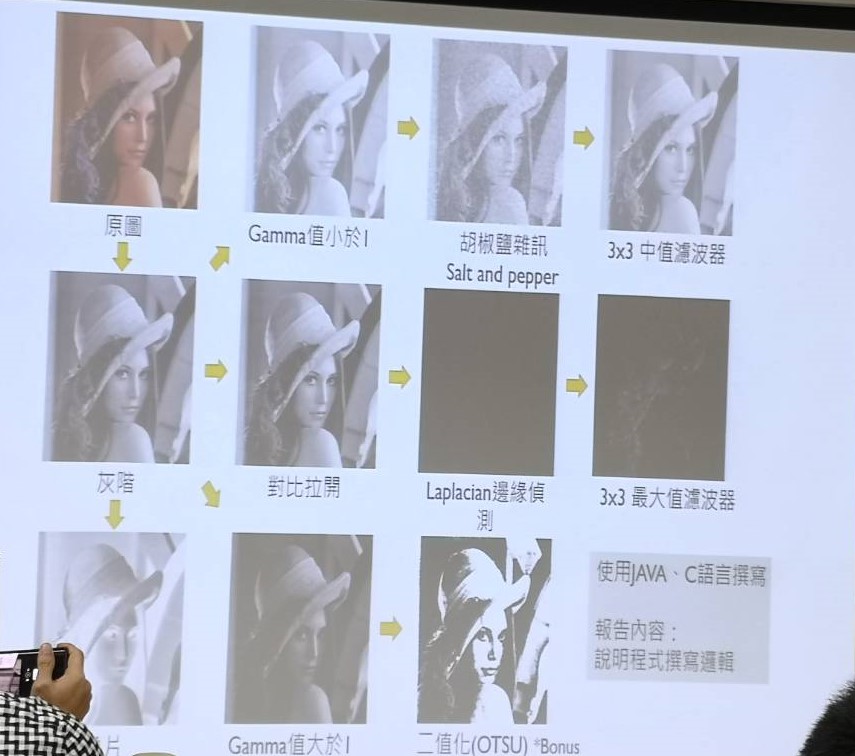 原圖
Gamma值小於1
胡椒鹽雜訊
Salt and pepper
3x3 中值濾波器
灰階
對比拉開
Laplacian邊緣偵
測
3x3 最大值濾波器
使用JAVA、C語言撰寫
報告內容：
說明程式撰寫邏輯
片
Gamma值大於1
二值化(OTSU) *Bonus